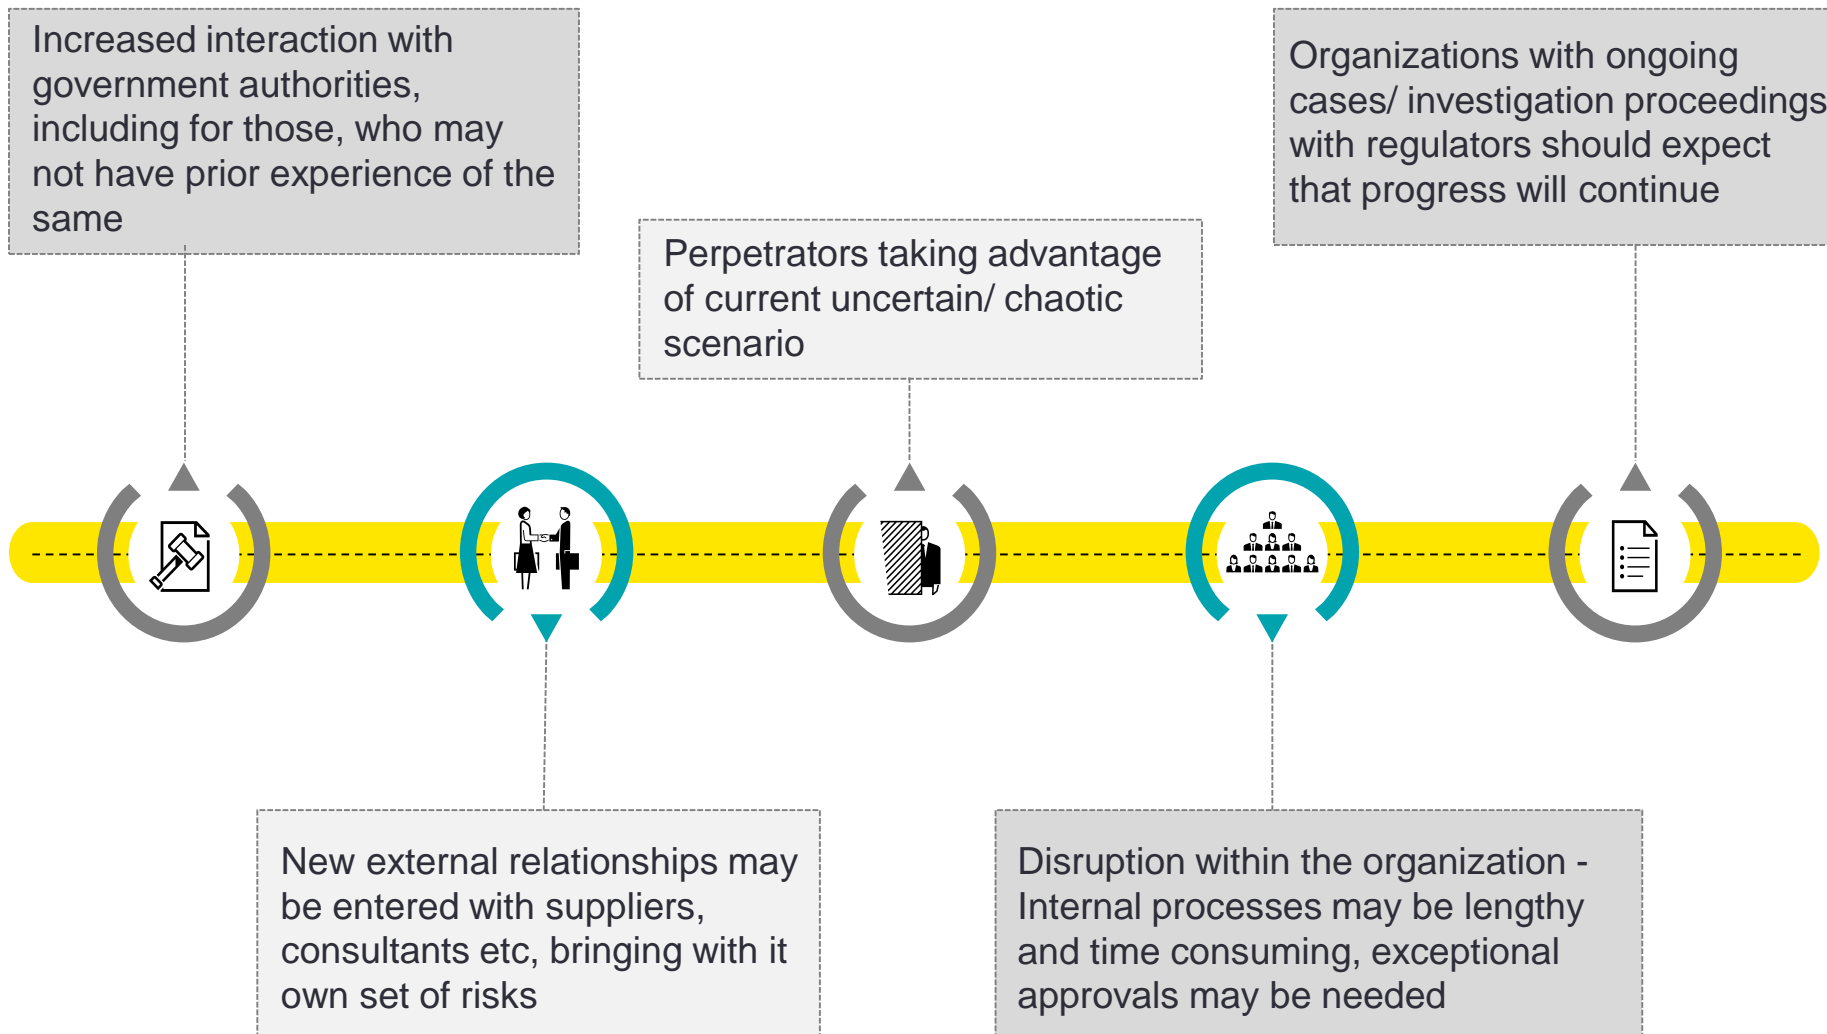 Increased interaction with
government authorities,
including for those, who may
not have prior experience of the
same
New external relationships may
be entered with suppliers,
consultants etc, bringing with it
own set of risks
Perpetrators taking advantage
of current uncertain/ chaotic
scenario
Disruption within the organization -
Internal processes may be lengthy
and time consuming, exceptional
approvals may be needed
Organizations with ongoing
cases/ investigation proceedings
with regulators should expect
that progress will continue